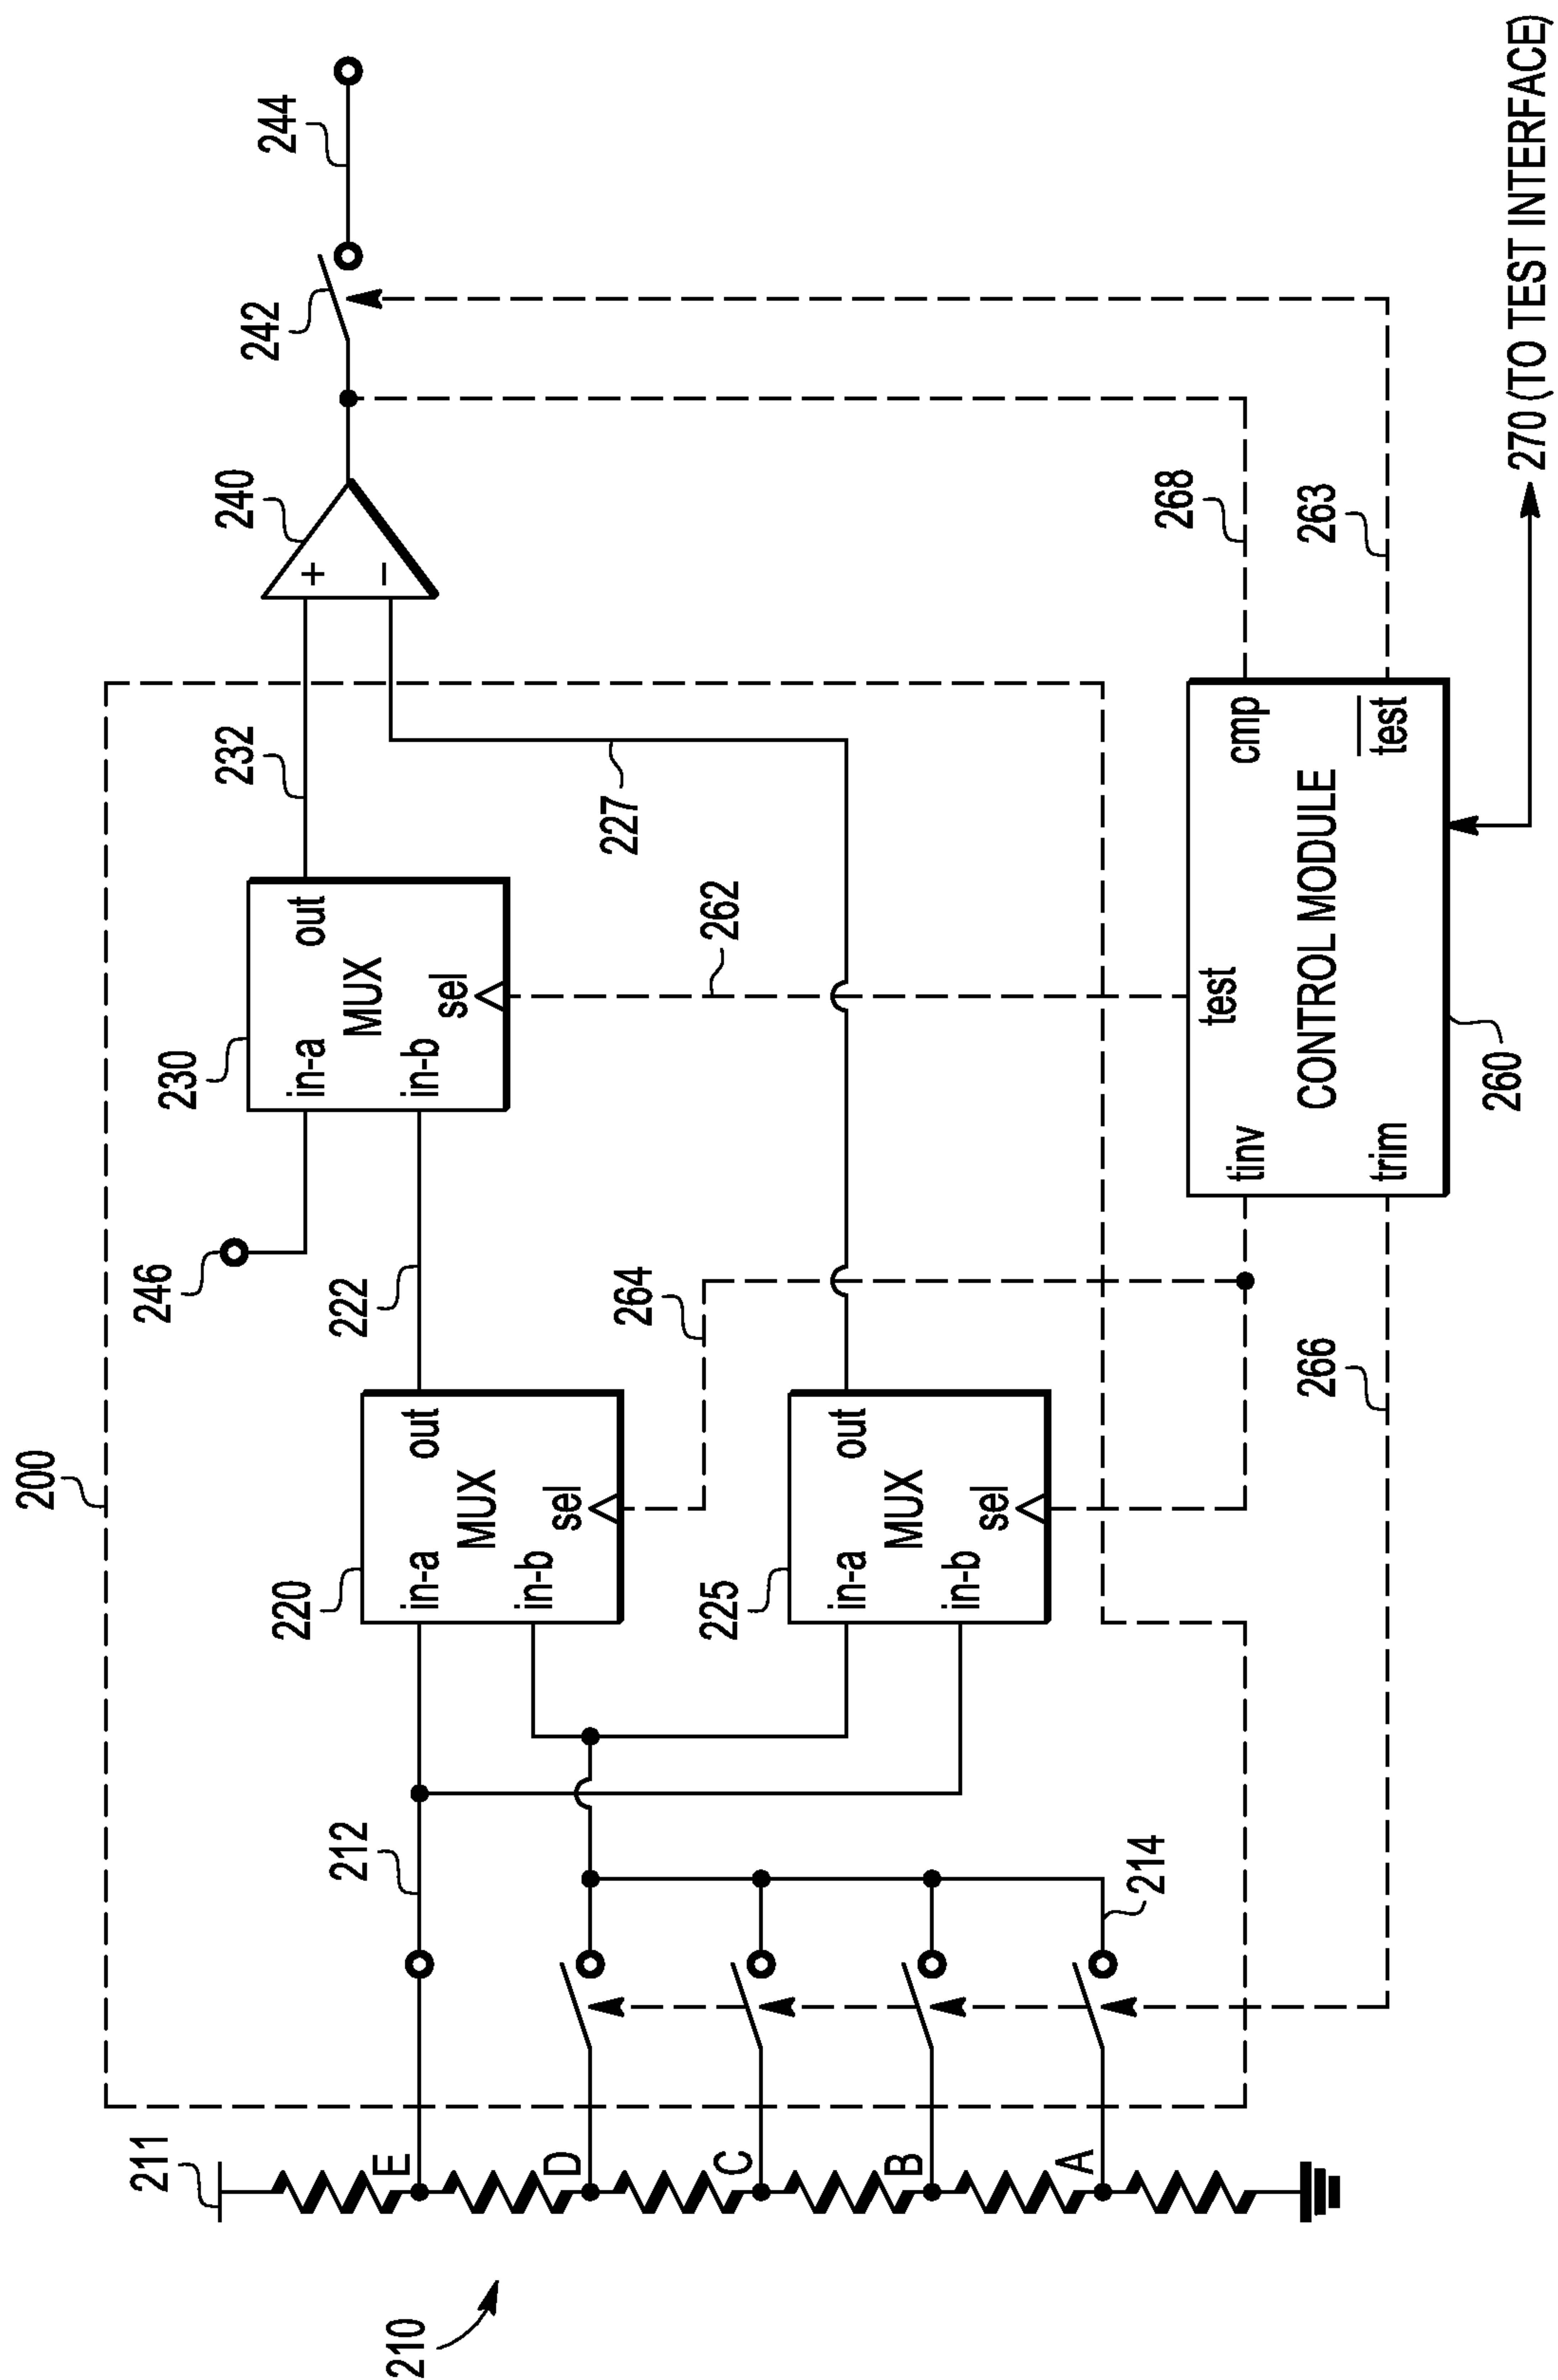 200
210
211
E
D
C
B
A
212
214
220
in-a
out
MUX
in-b
sel
225
in-a
out
MUX
in-b
sel
222
246
230
in-a
out
MUX
in-b
sel
232
227
240
+
−
242
244
262
264
266
268
263
tinv
test
cmp
CONTROL MODULE
trim
test
260
270 (TO TEST INTERFACE)